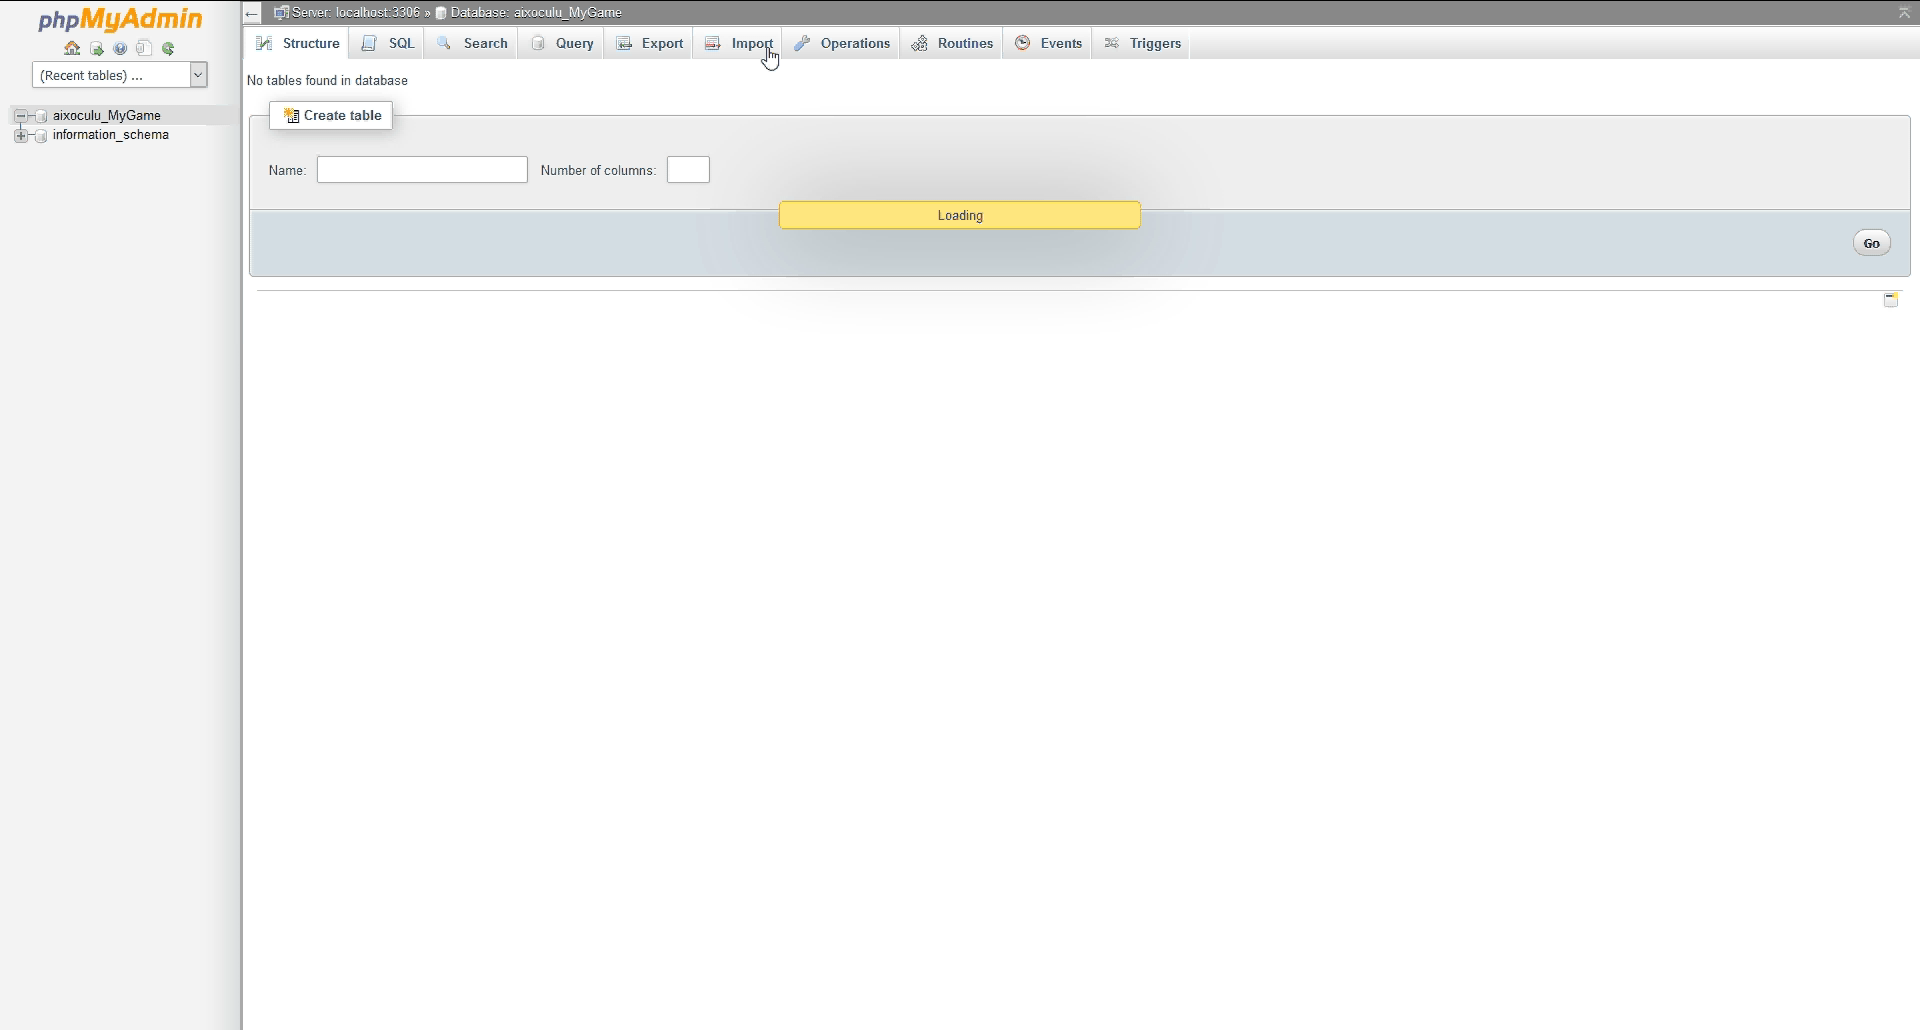 phpMyAdmin
Server: localhost:3306 » Database: aixoculu_MyGame
Structure SQL Search Query Export Import Operations Routines Events Triggers
(Recent tables) ...
No tables found in database
aixoculu_MyGame
information_schema
Create table
Name: Number of columns:
Loading
Go